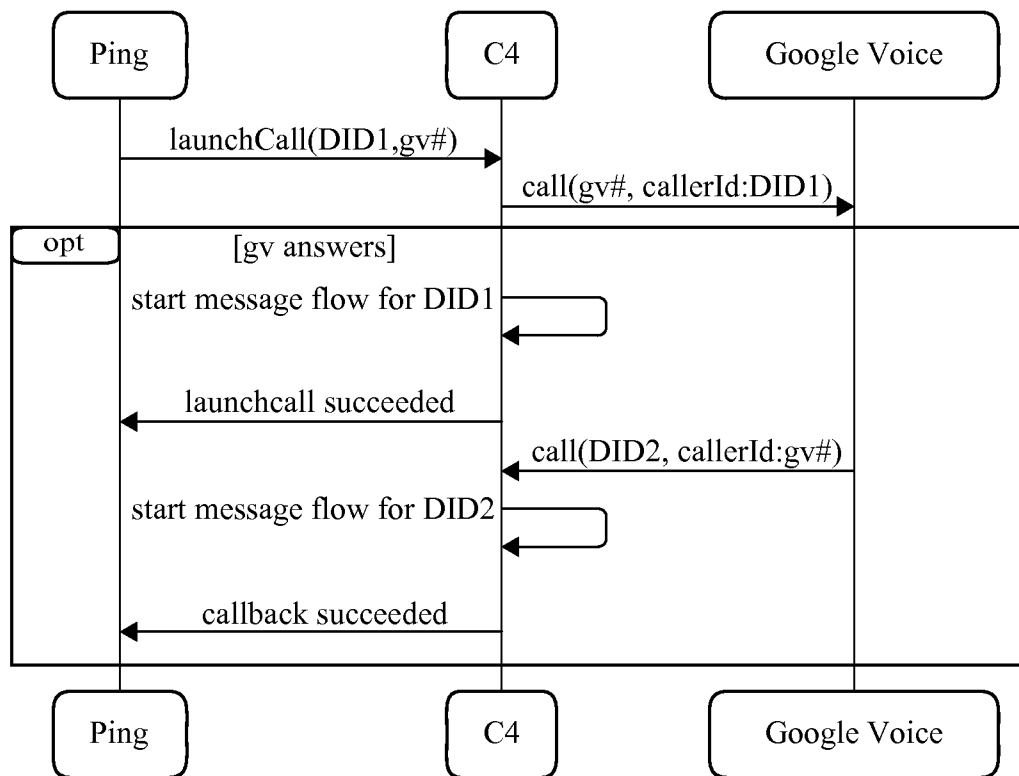 Ping
C4
Google Voice
launchCall(DID1,gv#)
call(gv#, callerId:DID1)
opt
[gv answers]
start message flow for DID1
launchcall succeeded
call(DID2, callerId:gv#)
start message flow for DID2
callback succeeded
Ping
C4
Google Voice